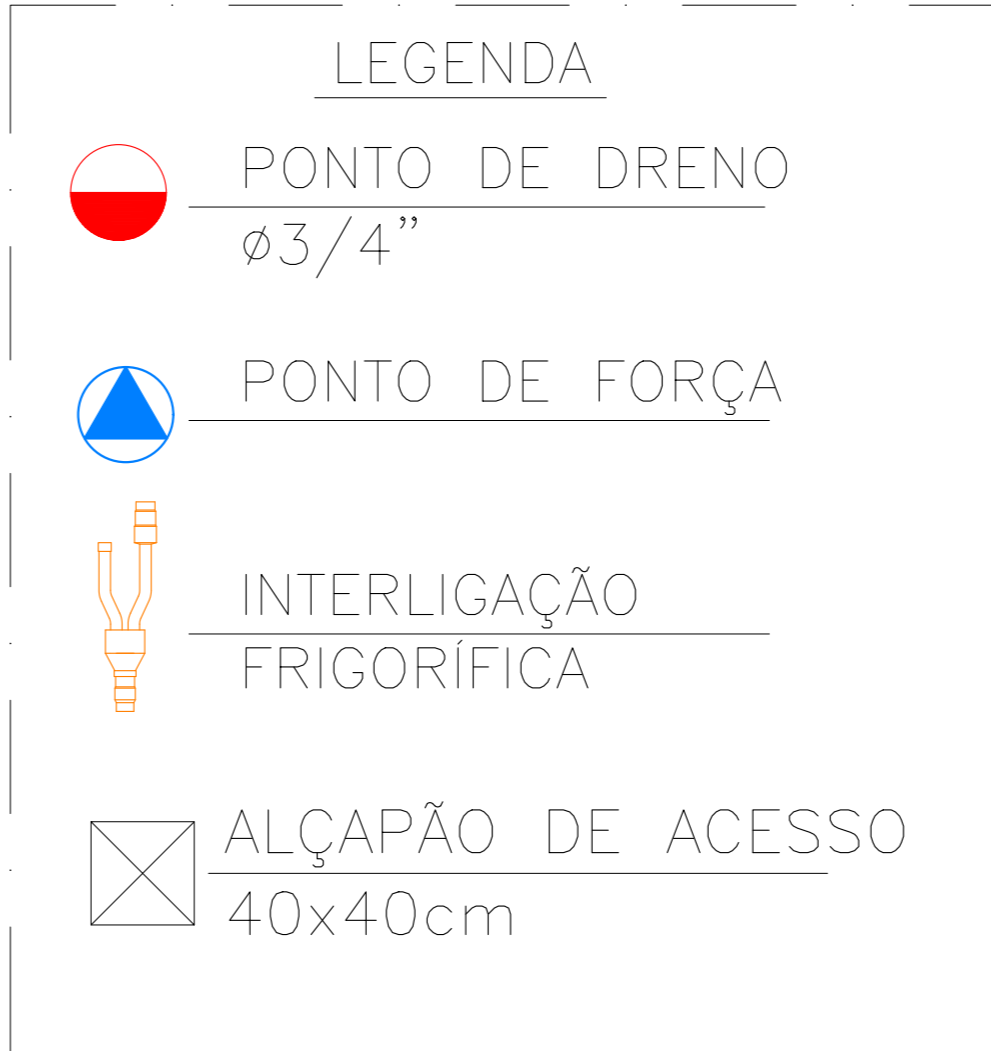 LEGENDA
PONTO DE DRENO
ø3/4”
PONTO DE FORÇA
INTERLIGAÇÃO
FRIGORÍFICA
ALÇAPÃO DE ACESSO
40x40cm